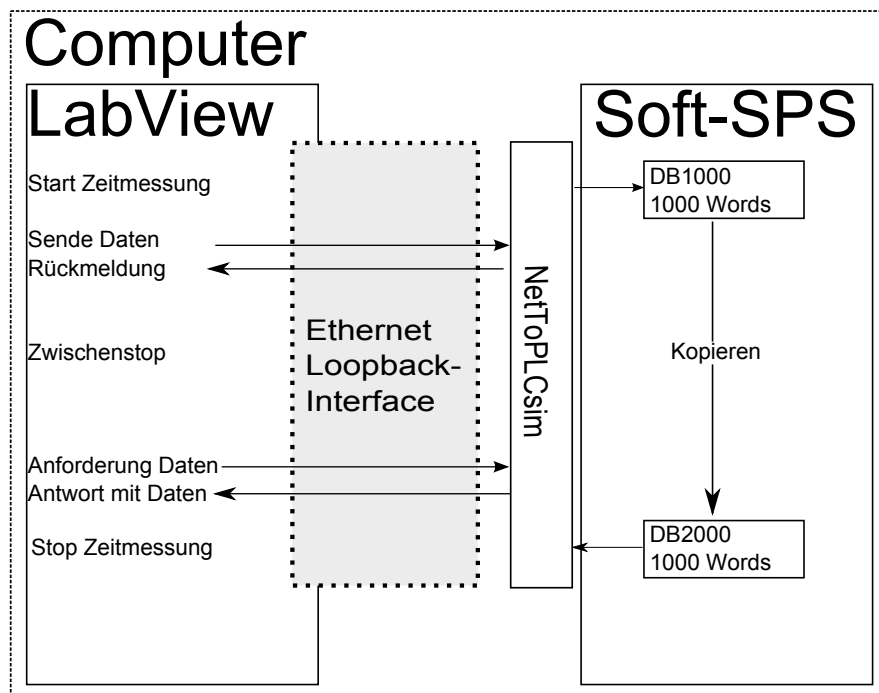 Computer
LabView
Soft-SPS
Start Zeitmessung
DB1000
1000 Words
Sende Daten
Rückmeldung
NetToPLCsim
Ethernet
Loopback-
Interface
Zwischenstop
Kopieren
Anforderung Daten
Antwort mit Daten
Stop Zeitmessung
DB2000
1000 Words